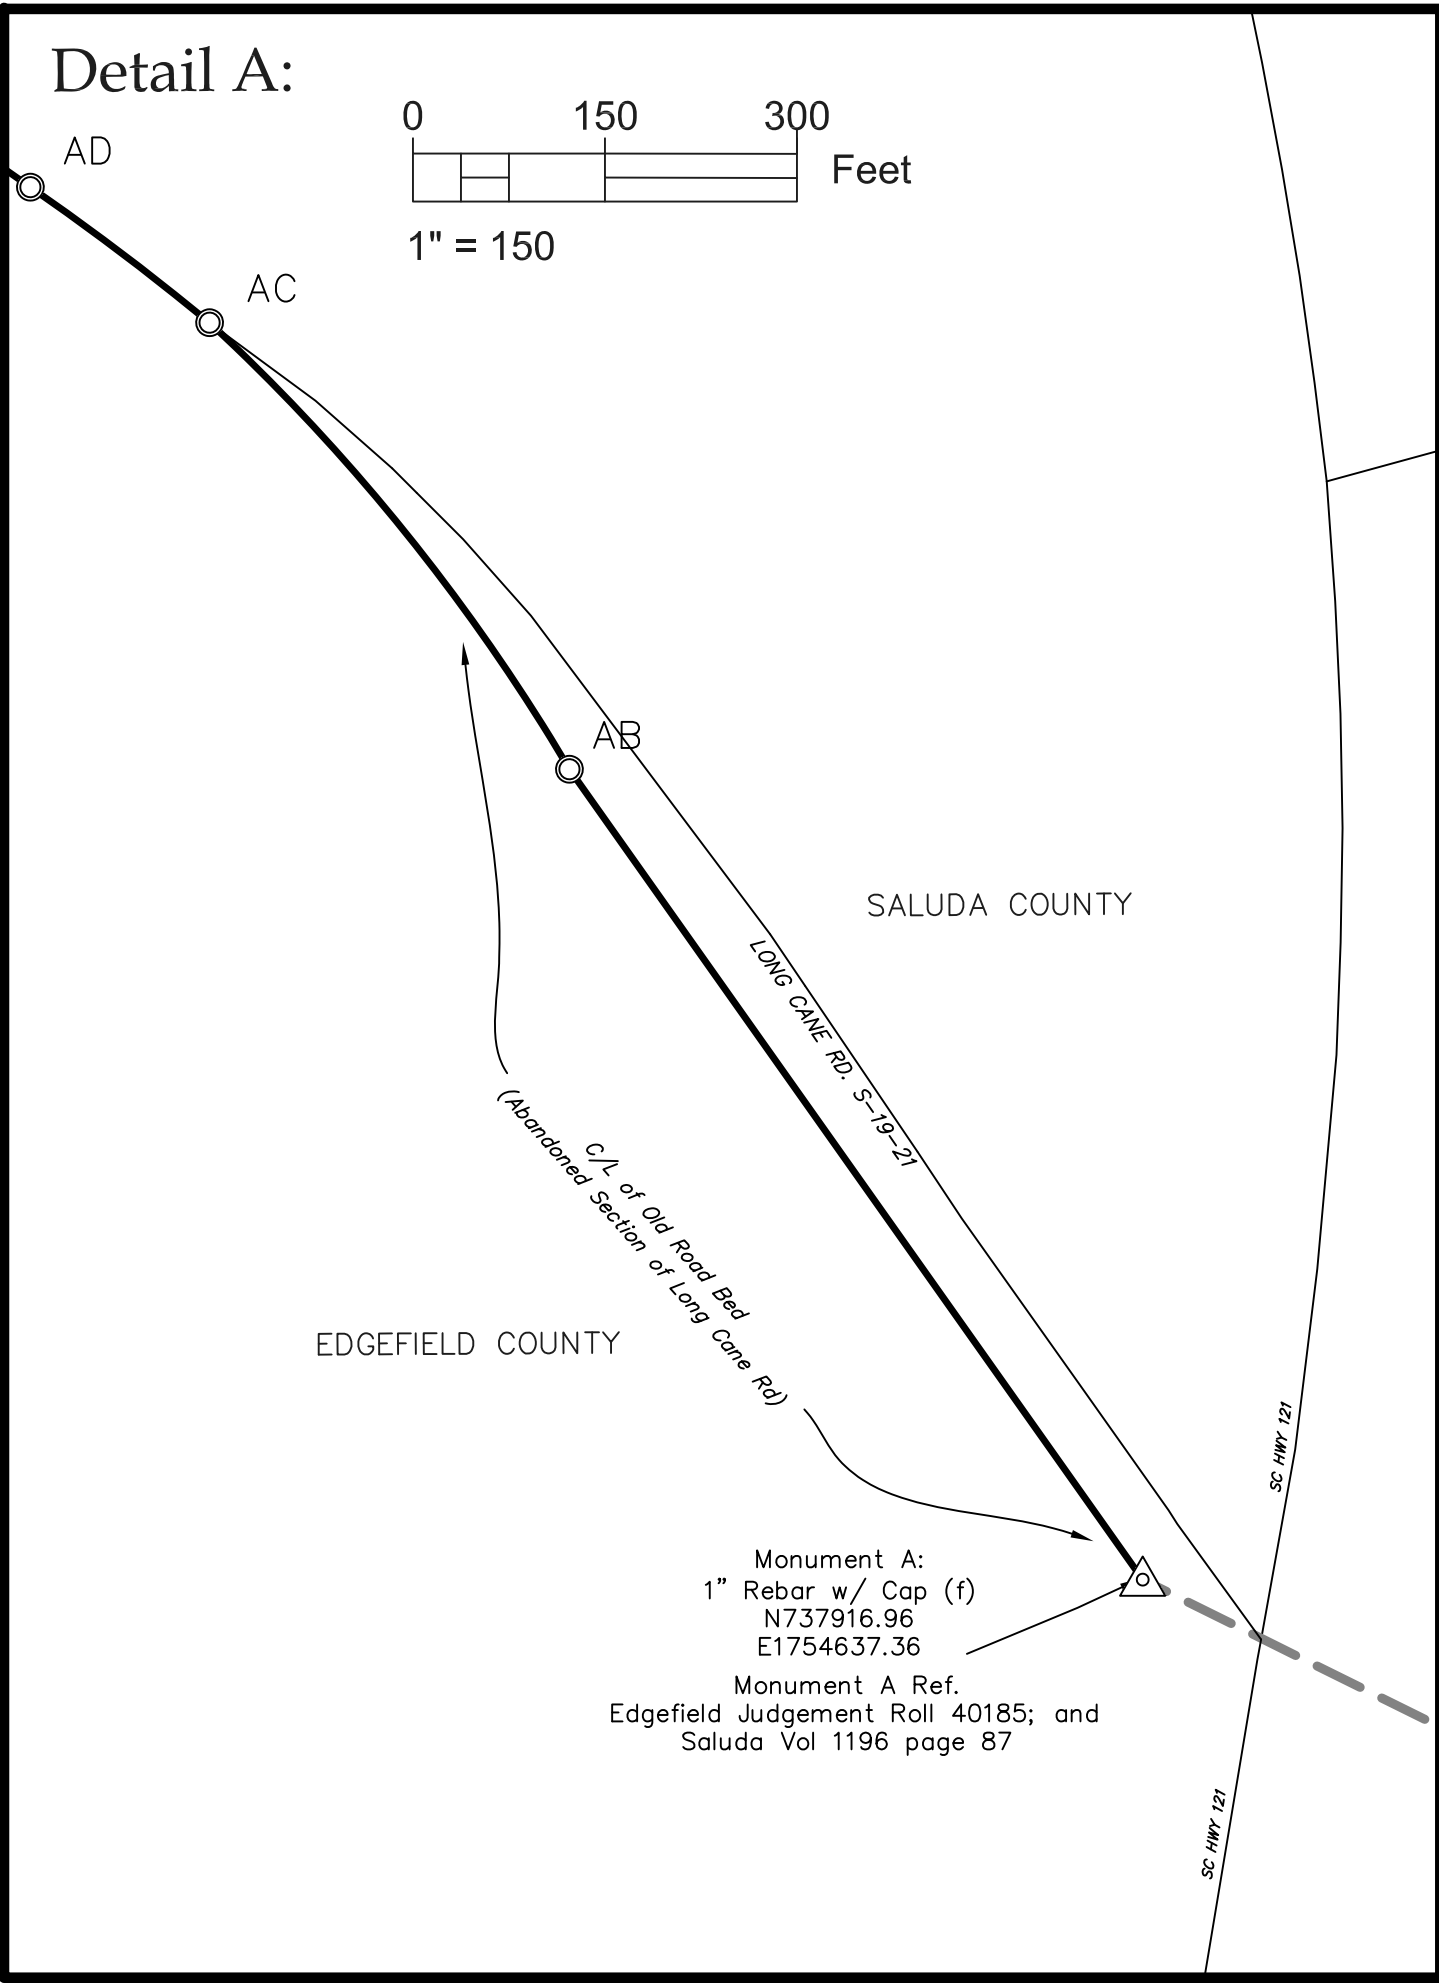 Detail A:
0 150 300
Feet
1" = 150
AD
AC
AB
SALUDA COUNTY
LONG CANE RD. S-19-21
C/L of Old Road Bed
(Abandoned Section of Long Cane Rd)
EDGEFIELD COUNTY
SC HWY 121
Monument A:
1” Rebar w/ Cap (f)
N737916.96
E1754637.36
Monument A Ref.
Edgefield Judgement Roll 40185; and
Saluda Vol 1196 page 87
SC HWY 121